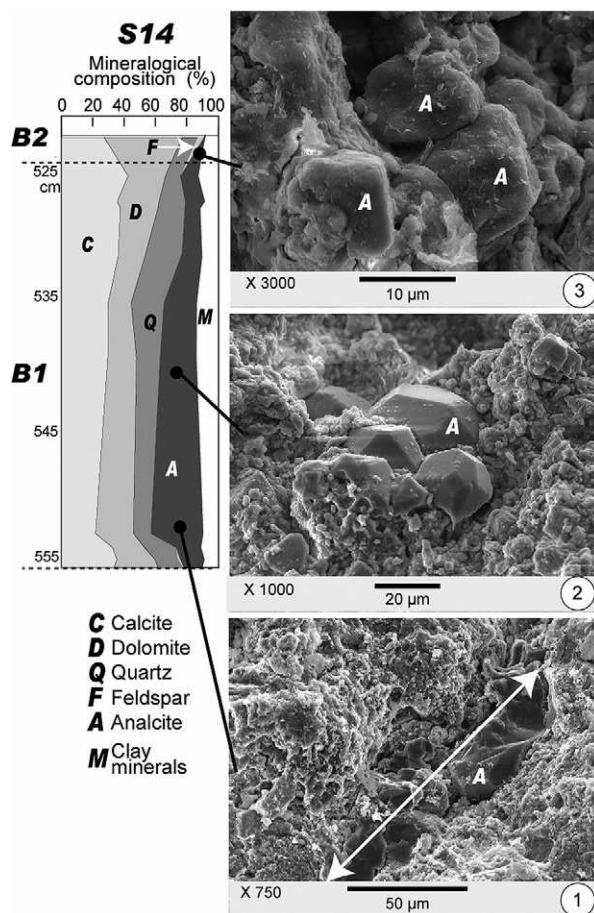 S14
Mineralogical
composition (%)
0 20 40 60 80 100
B2
F
525
cm
D
C
535
Q
M
B1
545
A
555
C Calcite
D Dolomite
Q Quartz
F Feldspar
A Analcite
M Clay
minerals
A
A
A
X 3000
10 µm
3
A
X 1000
20 µm
2
A
X 750
50 µm
1